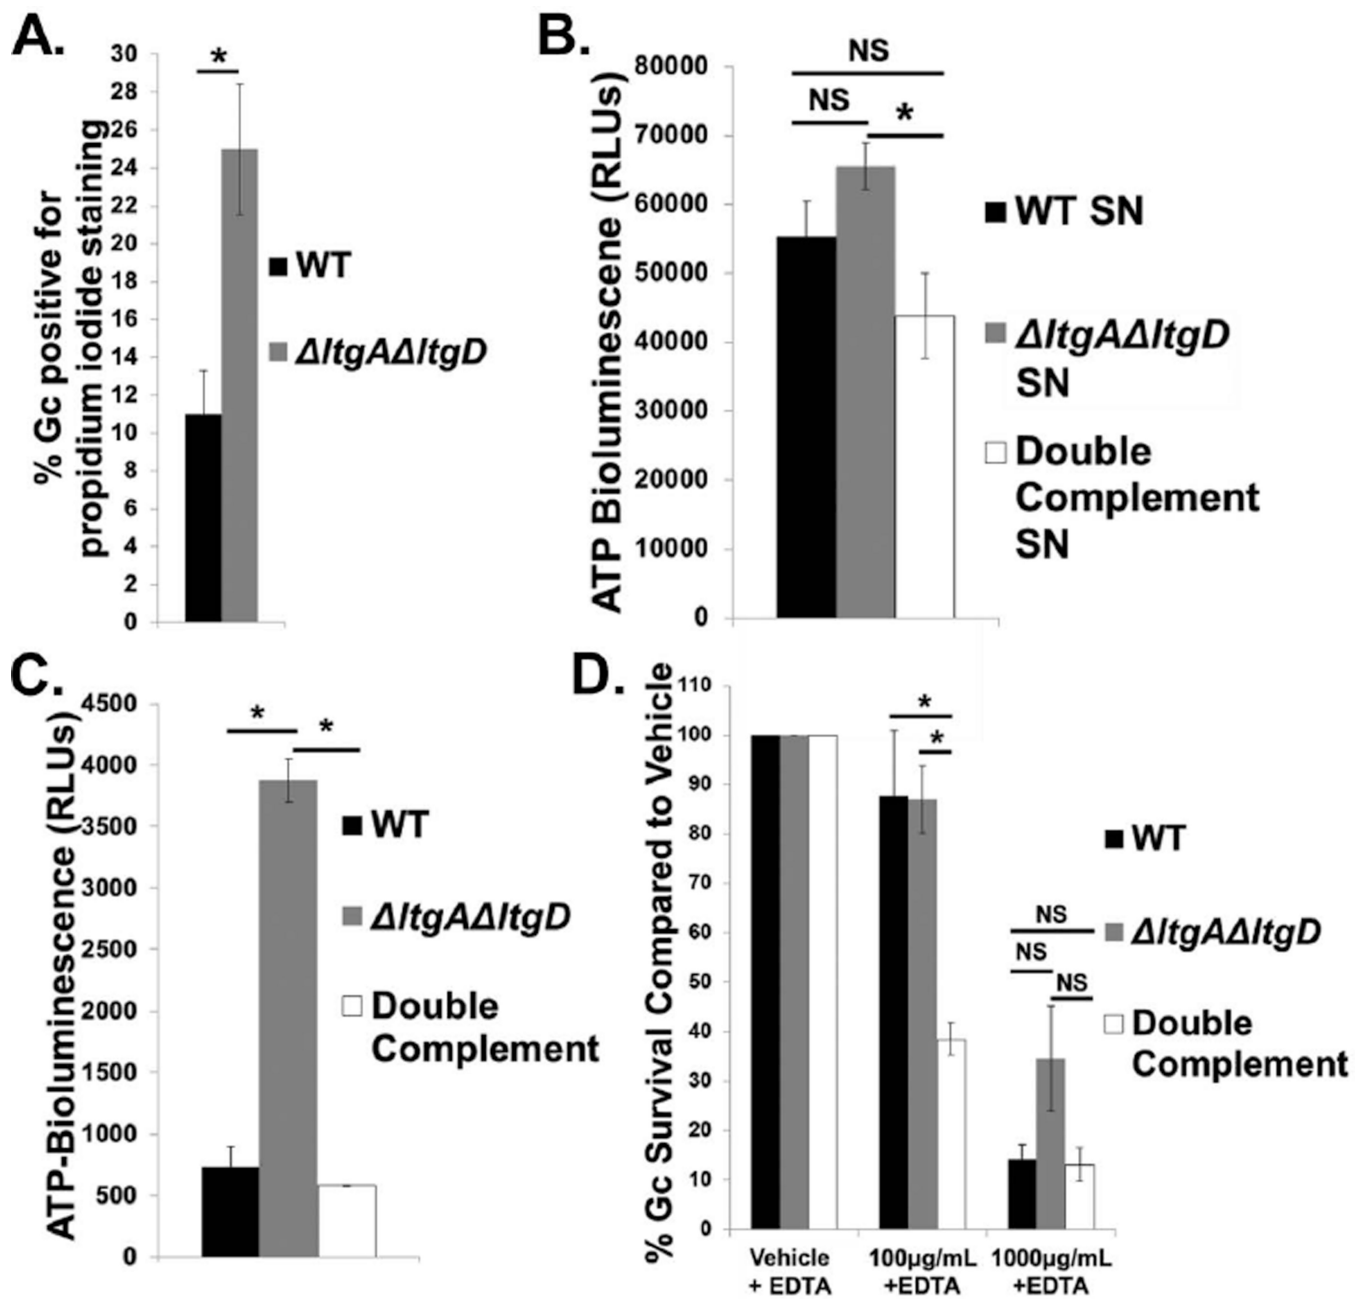 A.
% Gc positive for
propidium iodide staining
30
28
26
24
22
20
18
16
14
12
10
8
6
4
2
0
*
WT
ΔltgAΔltgD
B.
ATP Bioluminescene (RLUs)
80000
70000
60000
50000
40000
30000
20000
10000
0
NS
NS
*
WT SN
ΔltgAΔltgD
SN
Double
Complement
SN
C.
ATP-Bioluminescence (RLUs)
4500
4000
3500
3000
2500
2000
1500
1000
500
0
*
*
WT
ΔltgAΔltgD
Double
Complement
D.
% Gc Survival Compared to Vehicle
110
100
90
80
70
60
50
40
30
20
10
0
*
*
NS
NS
NS
WT
ΔltgAΔltgD
Double
Complement
Vehicle
+ EDTA
100µg/mL
+EDTA
1000µg/mL
+EDTA